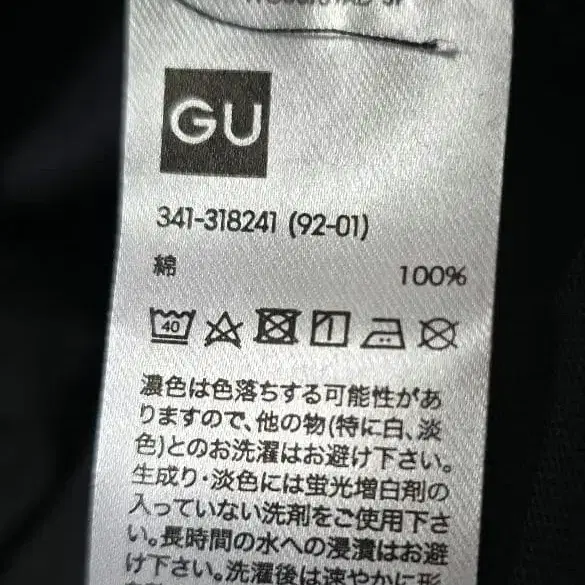 GU
341-318241 (92-01)
綿 100%
40
濃色は色落ちする可能性があ
りますので、他の物(特に白、淡
色)とのお洗濯はお避け下さい。
生成り・淡色には蛍光増白剤の
入っていない洗剤をご使用下さ
い。長時間の水への浸漬はお避
け下さい。洗濯後は速やかに形